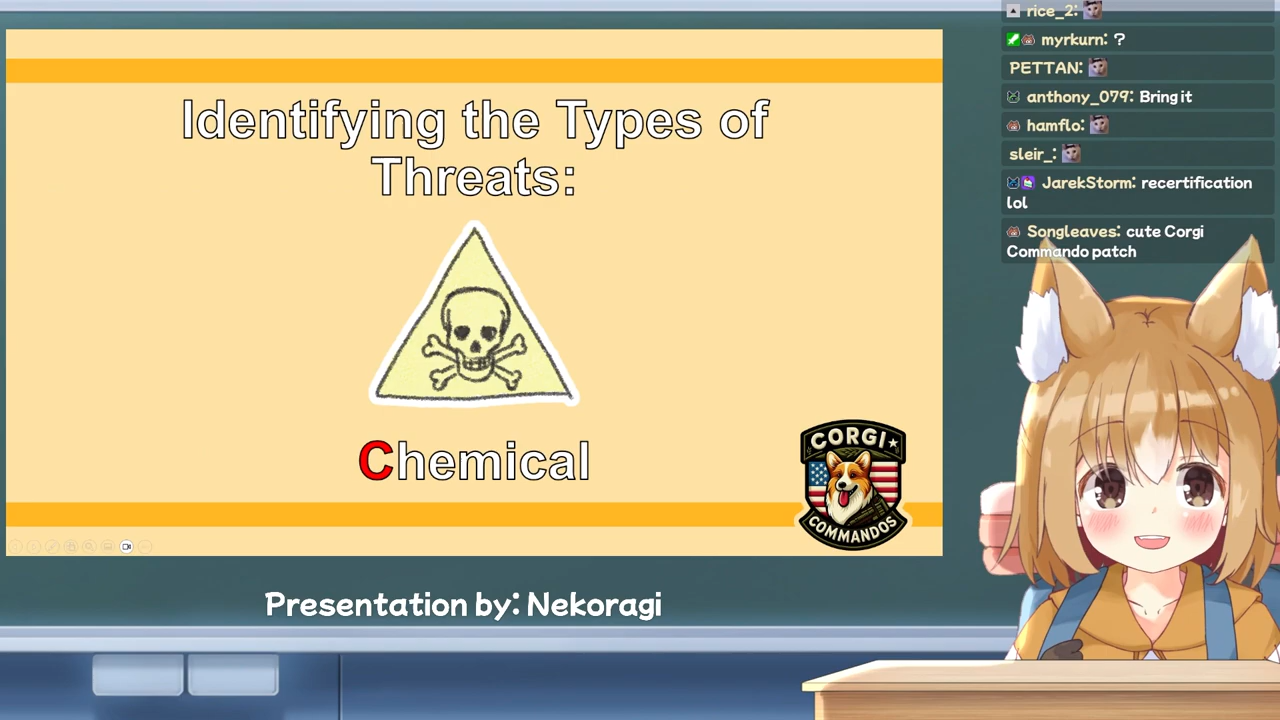 Identifying the Types of
Threats:
Chemical
CORGI
COMMANDOS
Presentation by: Nekoragi
rice_2:
myrkurn: ?
PETTAN:
anthony_079: Bring it
hamflo:
sleir_:
JarekStorm: recertification
lol
Songleaves: cute Corgi
Commando patch